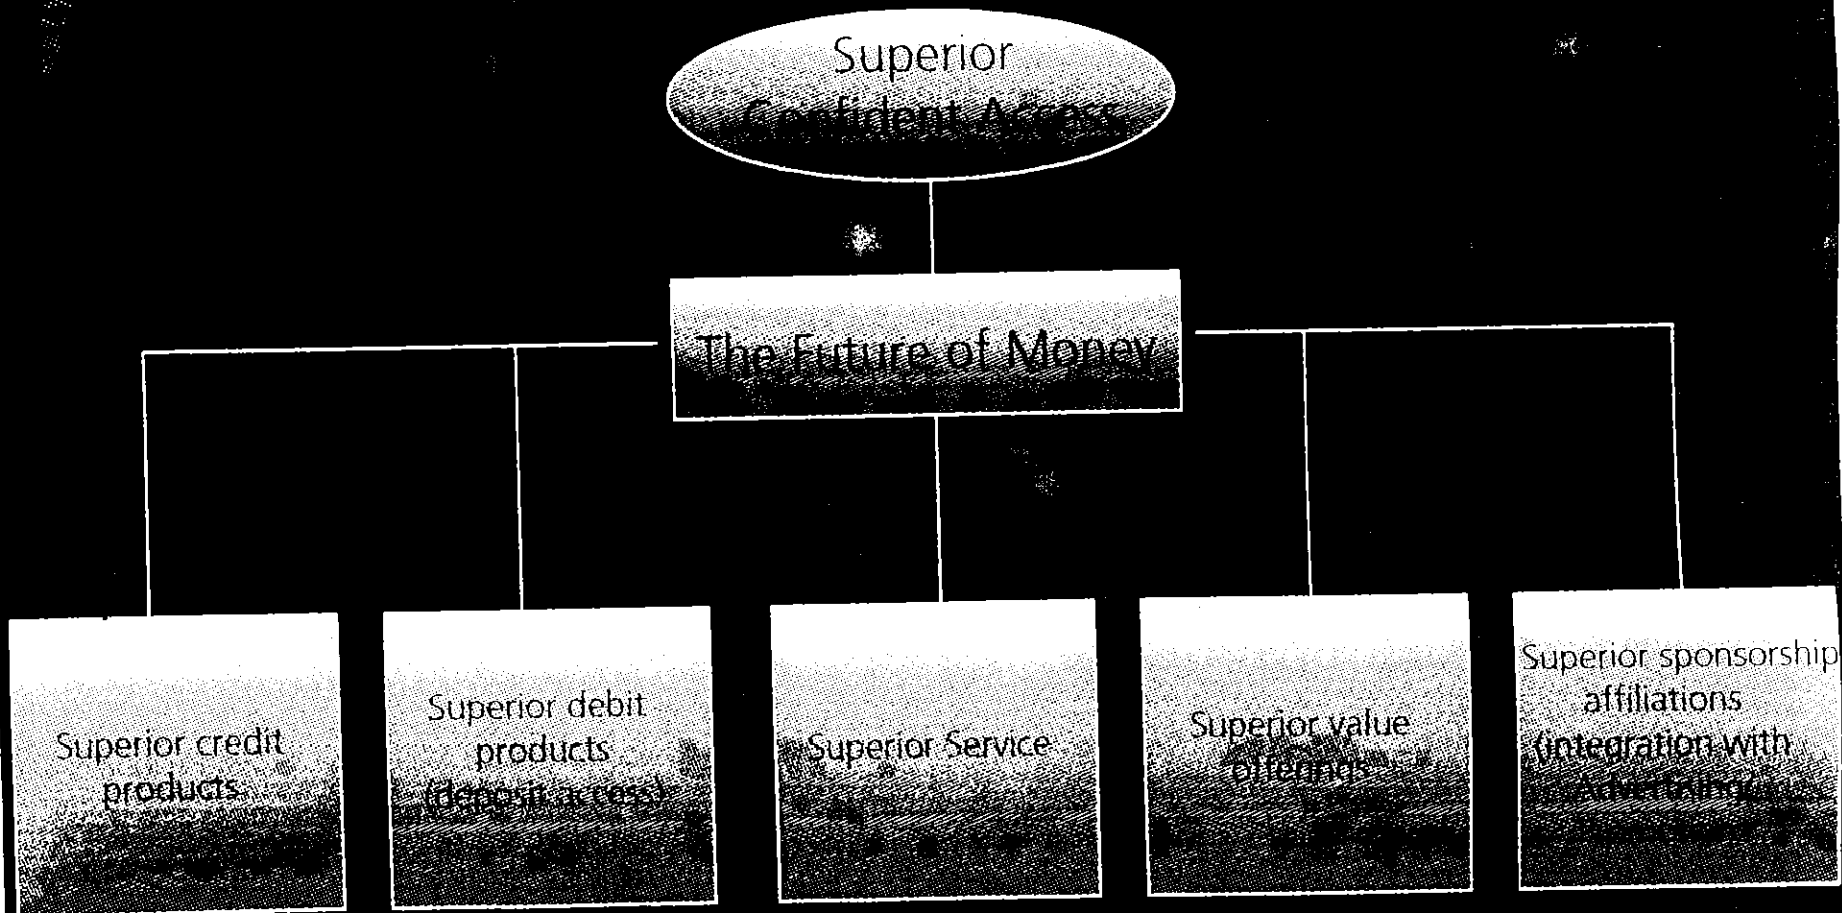 Superior
Confident Access
The Future of Money
Superior credit
products
Superior debit
products
(deposit access)
Superior Service
Superior value
offerings
Superior sponsorship
affiliations
(integration with
Advertising)